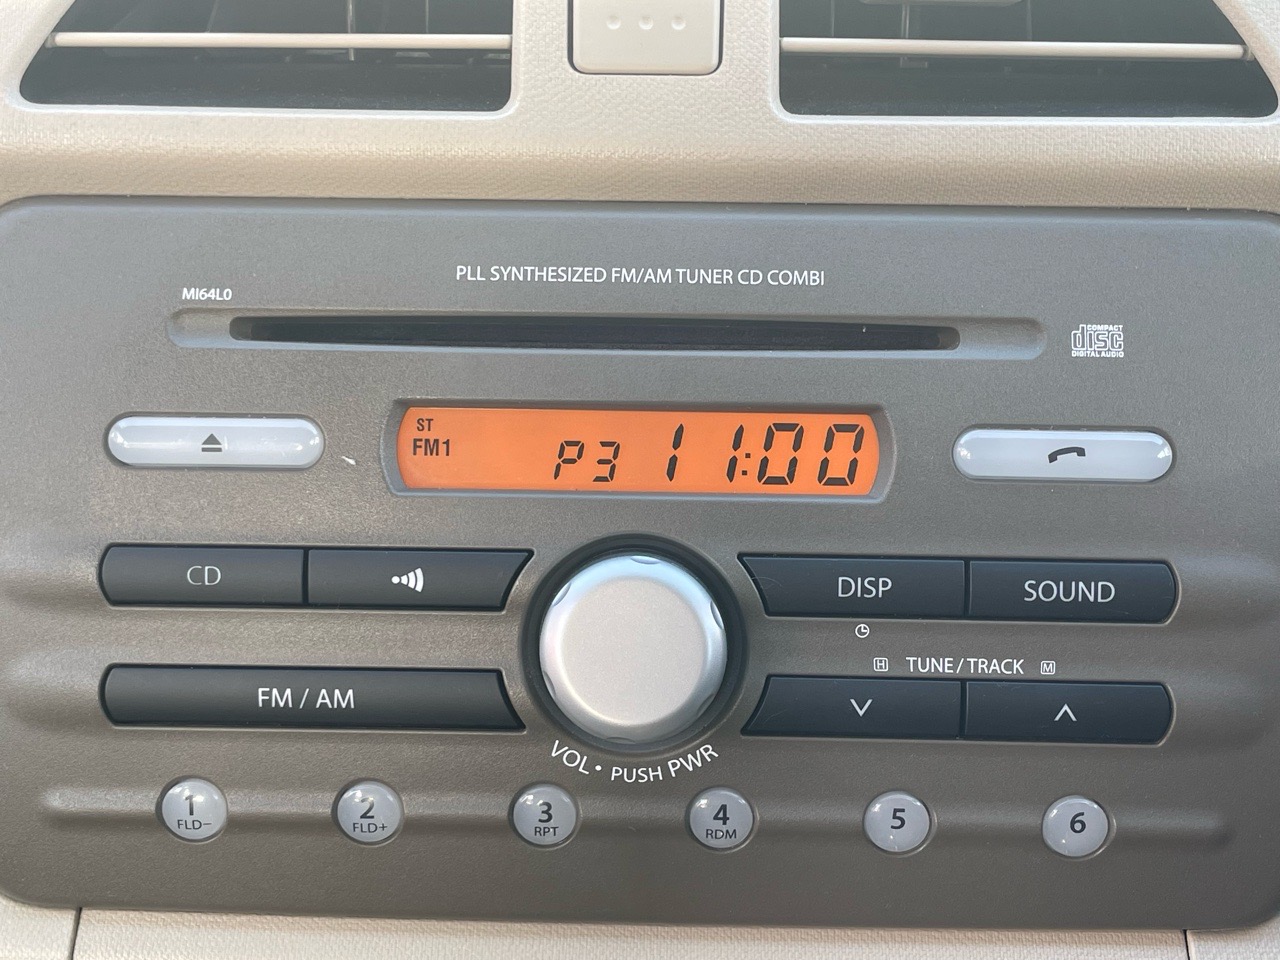 PLL SYNTHESIZED FM/AM TUNER CD COMBI
MI64L0
COMPACT
disc
DIGITAL AUDIO
ST
FM1
P3 11:00
CD
DISP
SOUND
H TUNE/TRACK M
FM / AM
VOL • PUSH PWR
1
FLD−
2
FLD+
3
RPT
4
RDM
5
6